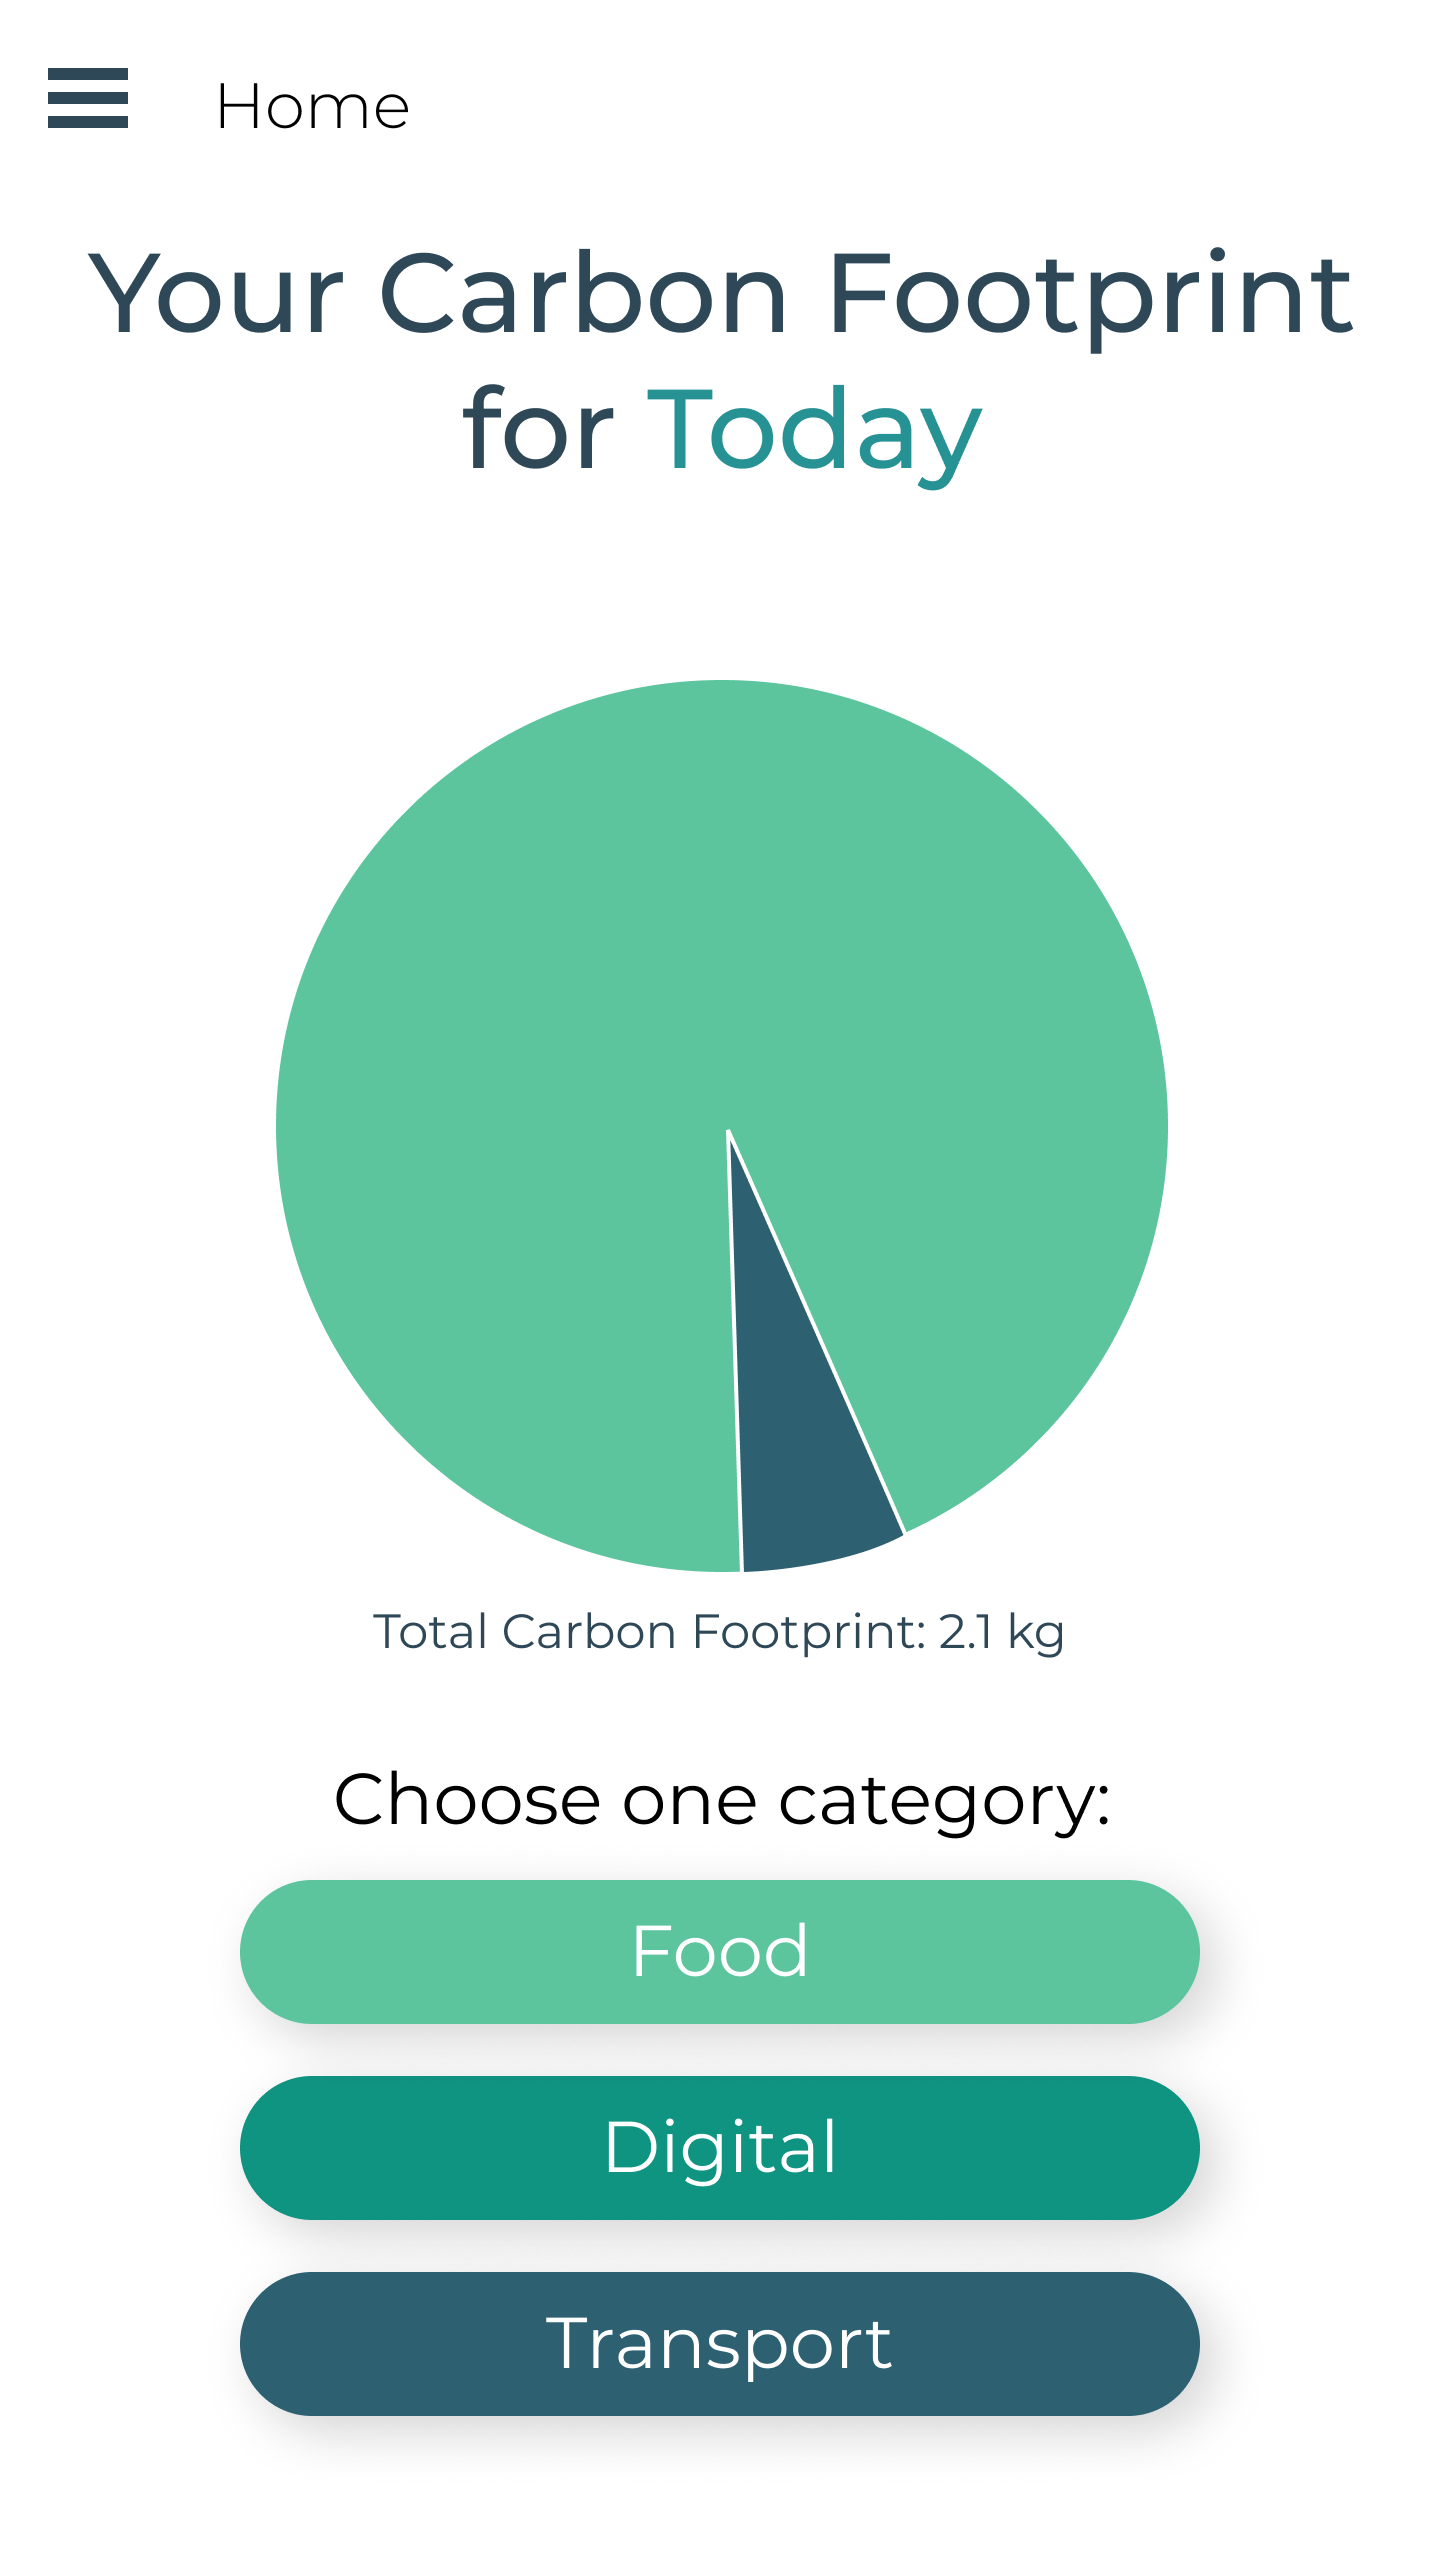 Home
Your Carbon Footprint
for Today
Total Carbon Footprint: 2.1 kg
Choose one category:
Food
Digital
Transport